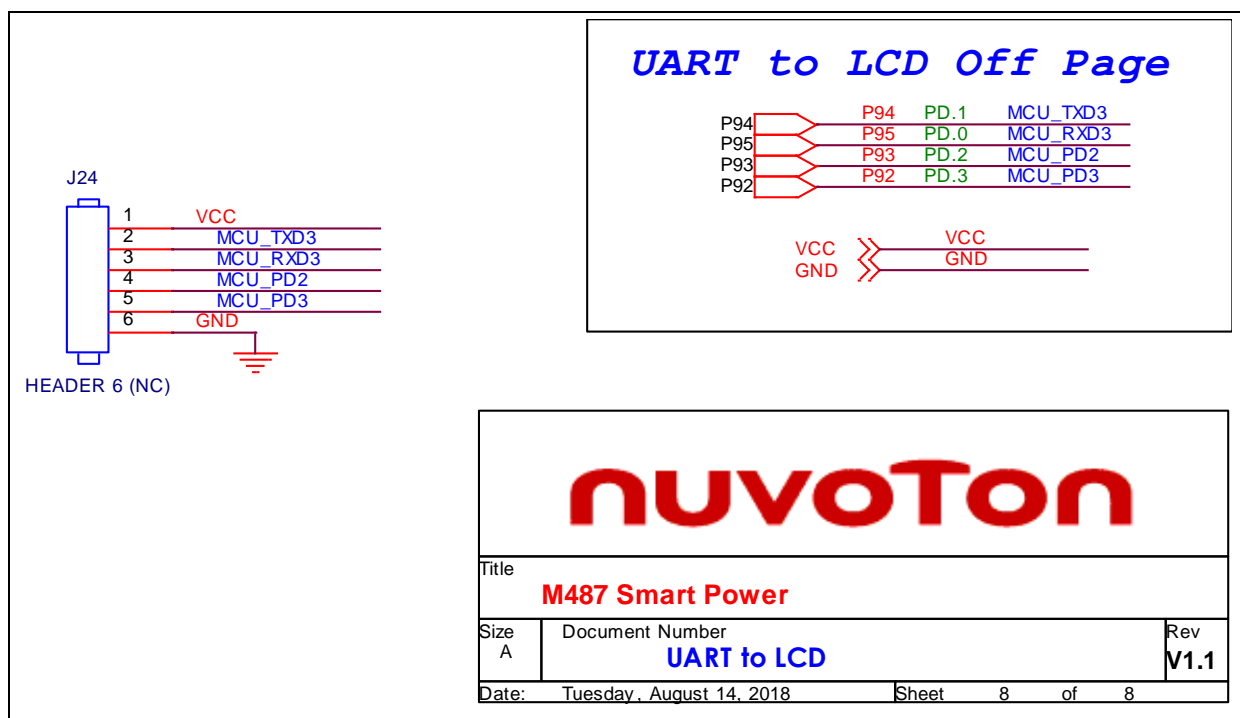 UART to LCD Off Page
P94 P94 PD.1 MCU_TXD3
P95 P95 PD.0 MCU_RXD3
P93 P93 PD.2 MCU_PD2
P92 P92 PD.3 MCU_PD3
VCC VCC
GND GND
J24
1 VCC
2 MCU_TXD3
3 MCU_RXD3
4 MCU_PD2
5 MCU_PD3
6 GND
HEADER 6 (NC)
nuvoTon
Title
M487 Smart Power
Size Document Number Rev
A UART to LCD V1.1
Date: Tuesday, August 14, 2018 Sheet 8 of 8